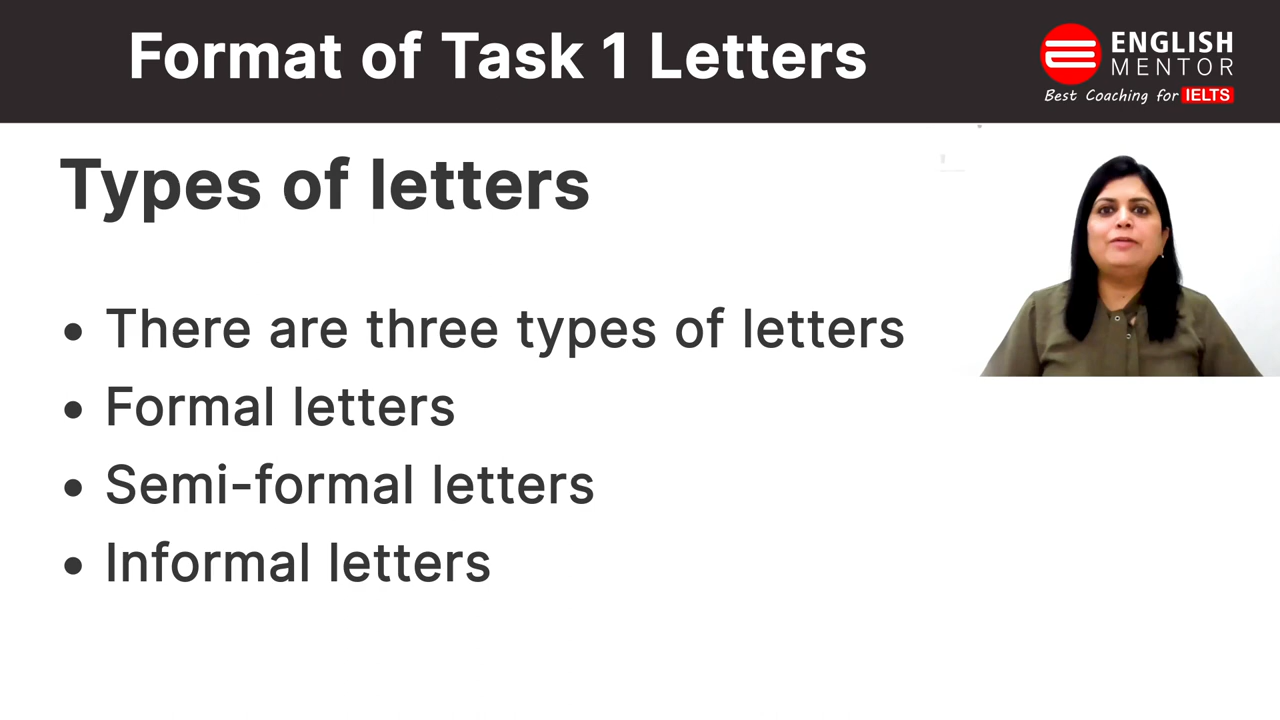 Format of Task 1 Letters
ENGLISH
MENTOR
Best Coaching for IELTS
Types of letters
• There are three types of letters
• Formal letters
• Semi-formal letters
• Informal letters